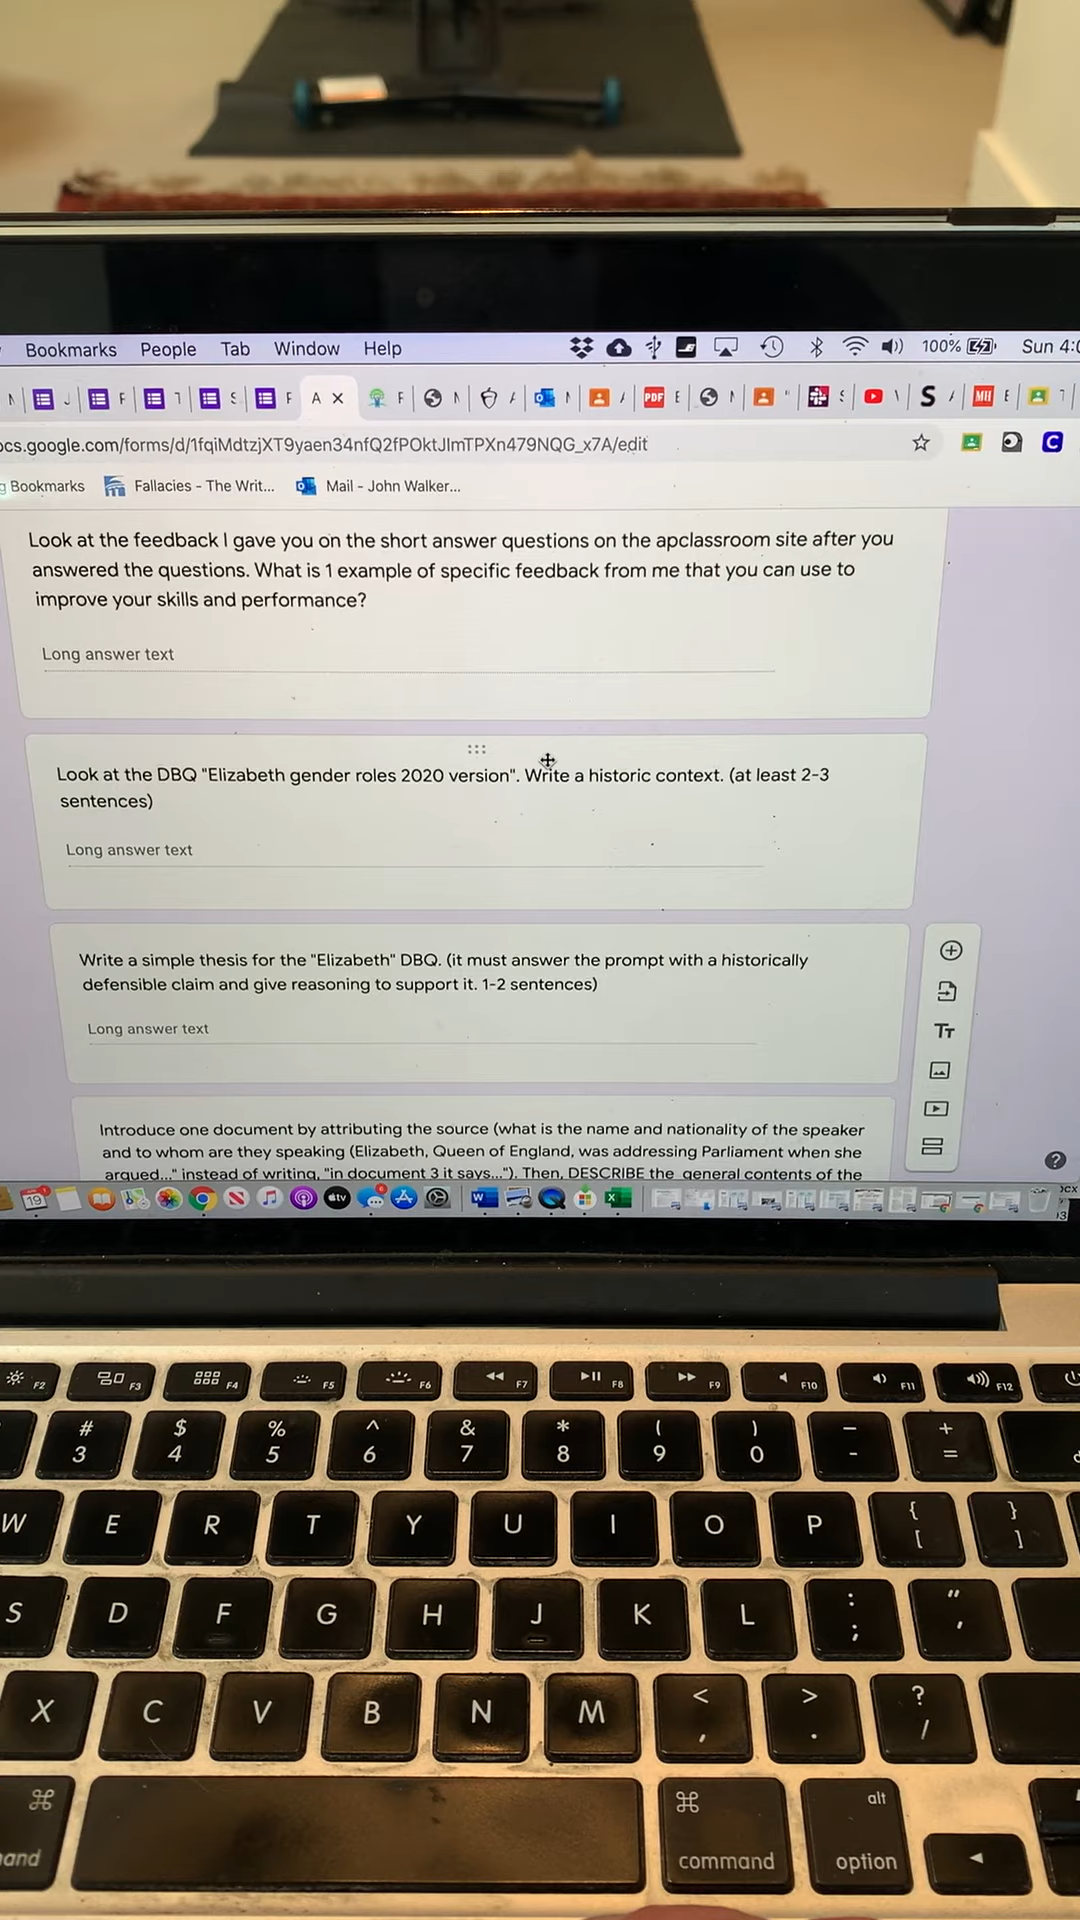 Bookmarks People Tab Window Help 100% Sun 4:0
A X
ocs.google.com/forms/d/1fqiMdtzjXT9yaen34nfQ2fPOktJImTPXn479NQG_x7A/edit
g Bookmarks Fallacies - The Writ... Mail - John Walker...
Look at the feedback I gave you on the short answer questions on the apclassroom site after you
answered the questions. What is 1 example of specific feedback from me that you can use to
improve your skills and performance?
Long answer text
Look at the DBQ "Elizabeth gender roles 2020 version". Write a historic context. (at least 2-3
sentences)
Long answer text
Write a simple thesis for the "Elizabeth" DBQ. (it must answer the prompt with a historically
defensible claim and give reasoning to support it. 1-2 sentences)
Long answer text
Tт
Introduce one document by attributing the source (what is the name and nationality of the speaker
and to whom are they speaking (Elizabeth, Queen of England, was addressing Parliament when she
argued..." instead of writing, "in document 3 it says..."). Then, DESCRIBE the general contents of the
19 tv W X
F2 F3 F4 F5 F6 F7 F8 F9 F10 F11 F12
# $ % ^ & * ( ) – +
3 4 5 6 7 8 9 0 - =
W E R T Y U I O P { [ } ]
S D F G H J K L : ; " '
X C V B N M < , > . ? /
⌘ ⌘ alt
mand command option